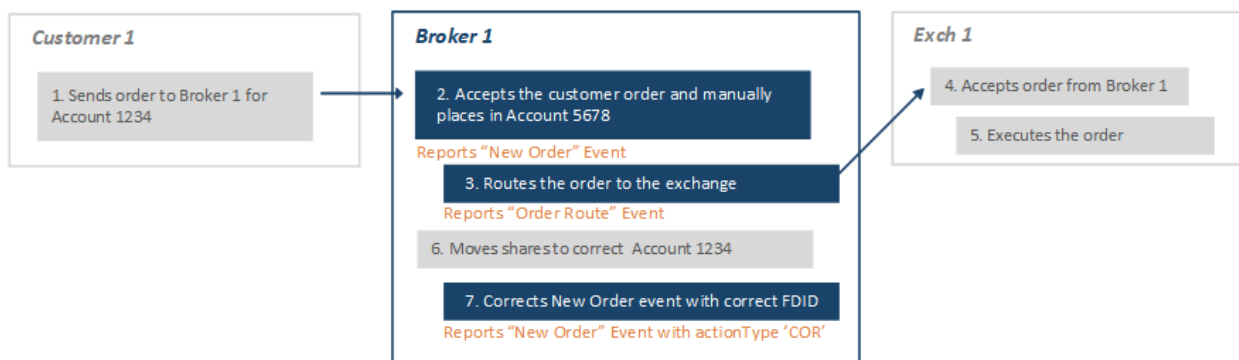 Customer 1
1. Sends order to Broker 1 for
Account 1234
Broker 1
2. Accepts the customer order and manually
places in Account 5678
Reports “New Order” Event
3. Routes the order to the exchange
Reports “Order Route” Event
6. Moves shares to correct Account 1234
7. Corrects New Order event with correct FDID
Reports “New Order” Event with actionType ‘COR’
Exch 1
4. Accepts order from Broker 1
5. Executes the order